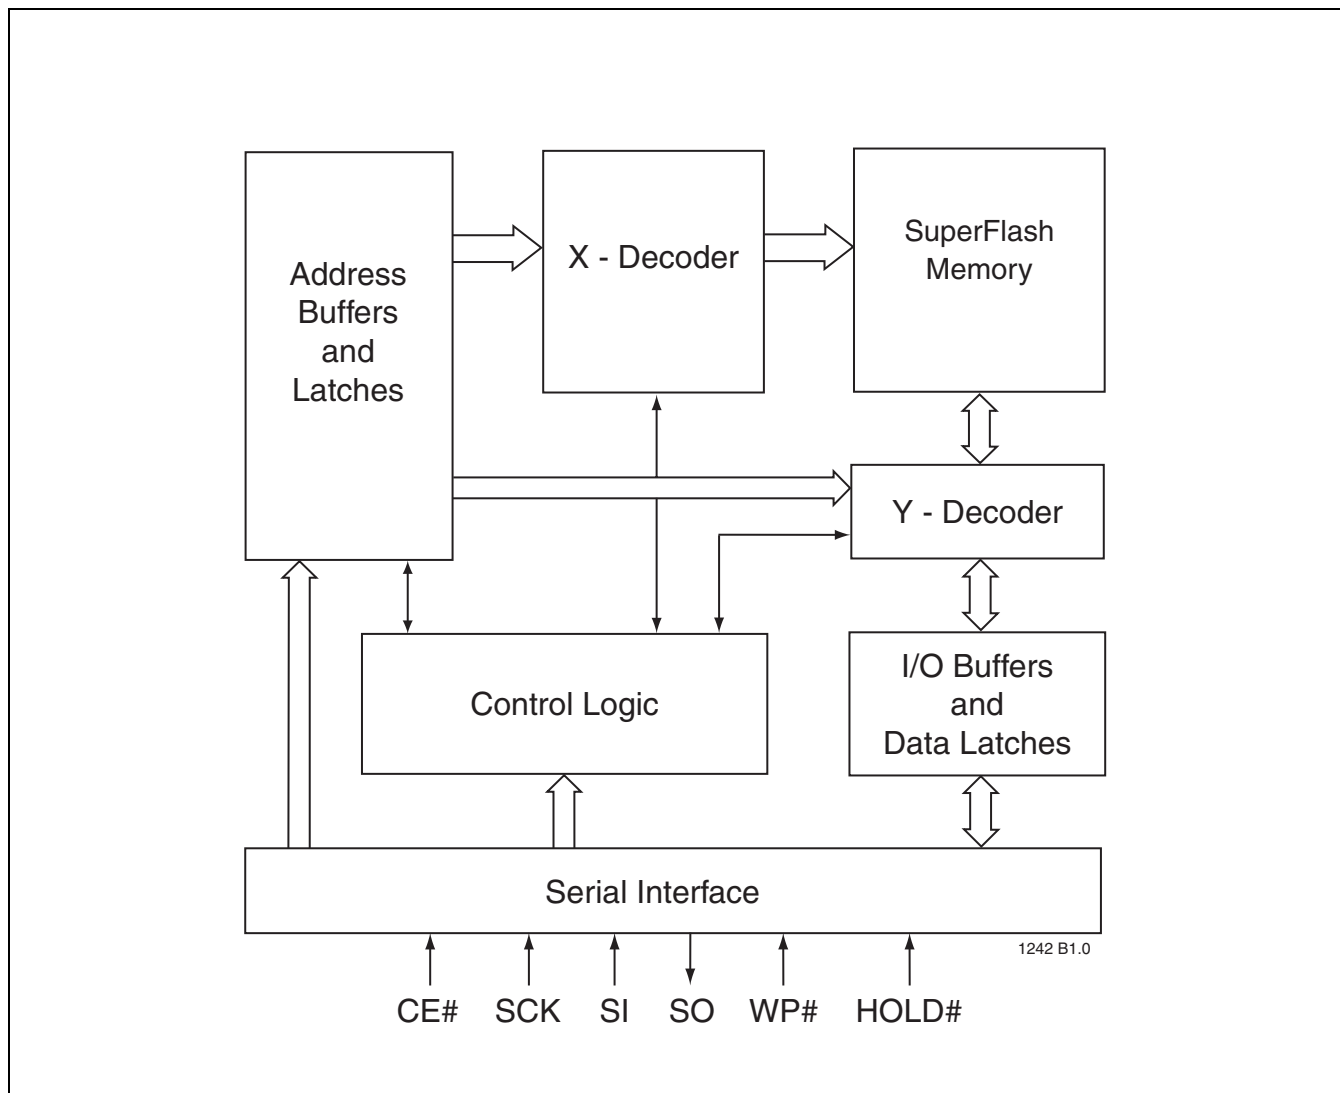 Address
Buffers
and
Latches
X - Decoder
SuperFlash
Memory
Y - Decoder
Control Logic
I/O Buffers
and
Data Latches
Serial Interface
1242 B1.0
CE# SCK SI SO WP# HOLD#